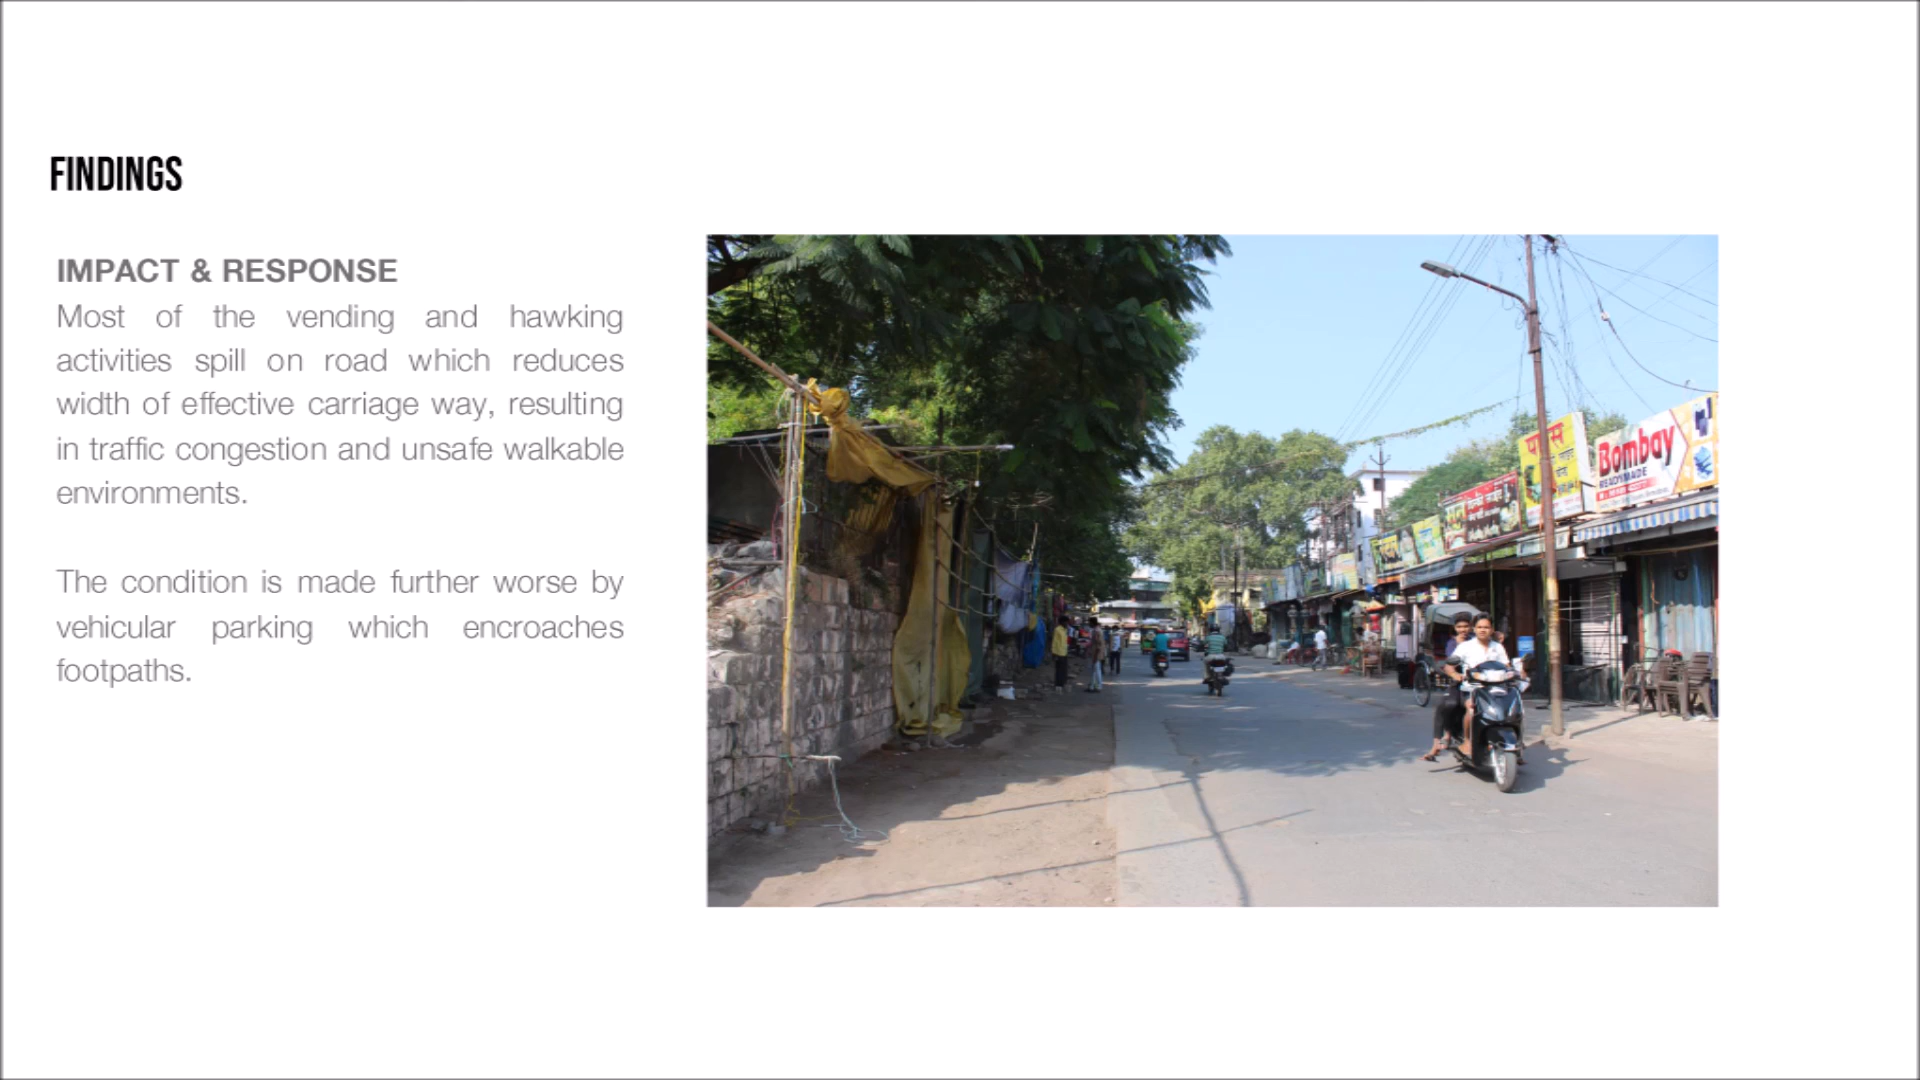 FINDINGS
IMPACT & RESPONSE
Most of the vending and hawking
activities spill on road which reduces
width of effective carriage way, resulting
in traffic congestion and unsafe walkable
environments.
The condition is made further worse by
vehicular parking which encroaches
footpaths.
Bombay
READYMADE